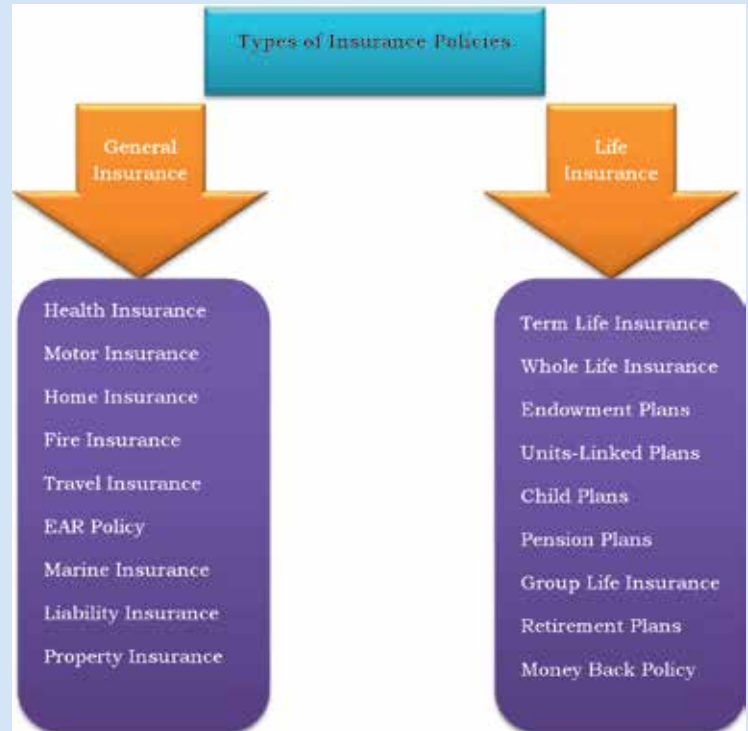 Types of Insurance Policies
General
Insurance
Health Insurance
Motor Insurance
Home Insurance
Fire Insurance
Travel Insurance
EAR Policy
Marine Insurance
Liability Insurance
Property Insurance
Life
Insurance
Term Life Insurance
Whole Life Insurance
Endowment Plans
Units-Linked Plans
Child Plans
Pension Plans
Group Life Insurance
Retirement Plans
Money Back Policy